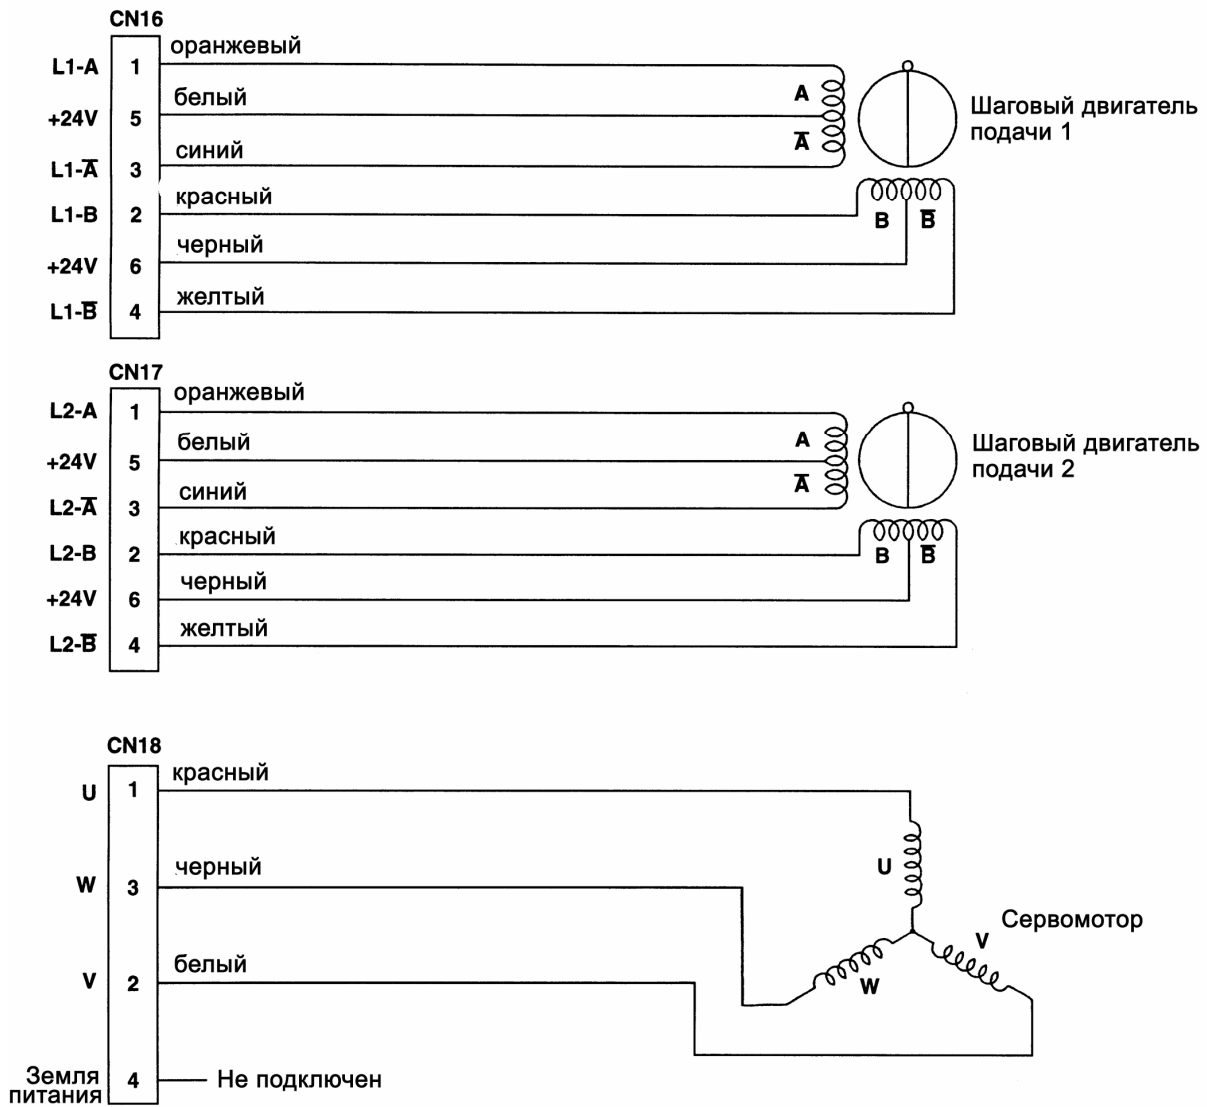 CN16
L1-A 1 оранжевый
+24V 5 белый
L1-A̅ 3 синий
L1-B 2 красный
+24V 6 черный
L1-B̅ 4 желтый
A
A̅
B B̅
Шаговый двигатель
подачи 1
CN17
L2-A 1 оранжевый
+24V 5 белый
L2-A̅ 3 синий
L2-B 2 красный
+24V 6 черный
L2-B̅ 4 желтый
A
A̅
B B̅
Шаговый двигатель
подачи 2
CN18
U 1 красный
W 3 черный
V 2 белый
Земля
питания
4 Не подключен
U
V
W
Сервомотор